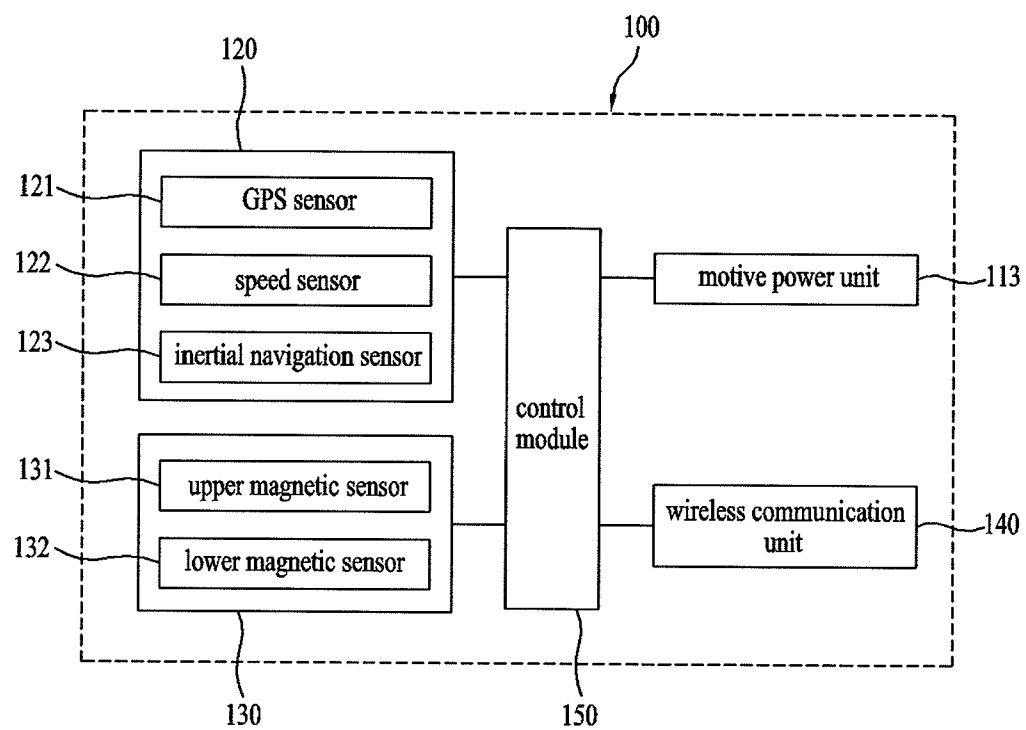 100
120
121
GPS sensor
122
speed sensor
123
inertial navigation sensor
motive power unit
113
control
module
131
upper magnetic sensor
132
lower magnetic sensor
wireless communication
unit
140
130
150